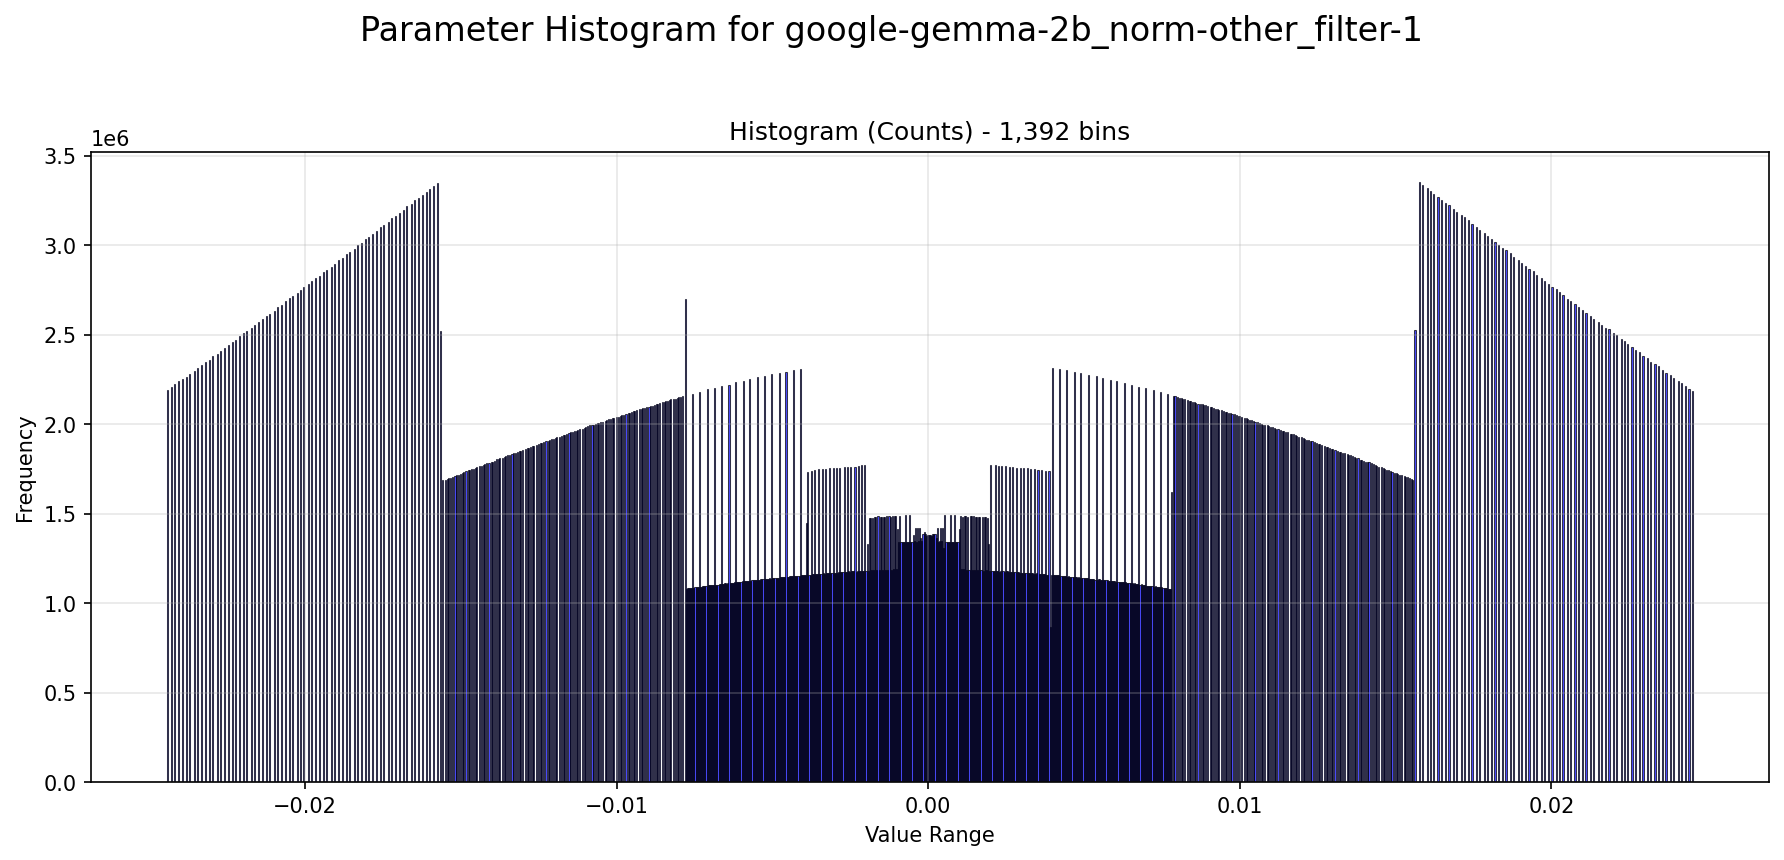 Parameter Histogram for google-gemma-2b_norm-other_filter-1
Histogram (Counts) - 1,392 bins
1e6
3.5
3.0
2.5
2.0
1.5
1.0
0.5
0.0
Frequency
−0.02 −0.01 0.00 0.01 0.02
Value Range